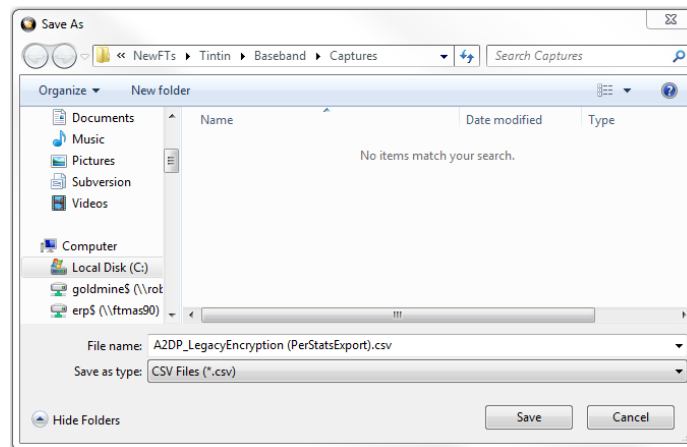 Save As
« NewFTs ▸ Tintin ▸ Baseband ▸ Captures
Search Captures
Organize
New folder
Name
Date modified
Type
No items match your search.
Documents
Music
Pictures
Subversion
Videos
Computer
Local Disk (C:)
goldmine$ (\\rob
erp$ (\\ftmas90)
File name: A2DP_LegacyEncryption (PerStatsExport).csv
Save as type: CSV Files (*.csv)
Hide Folders
Save
Cancel